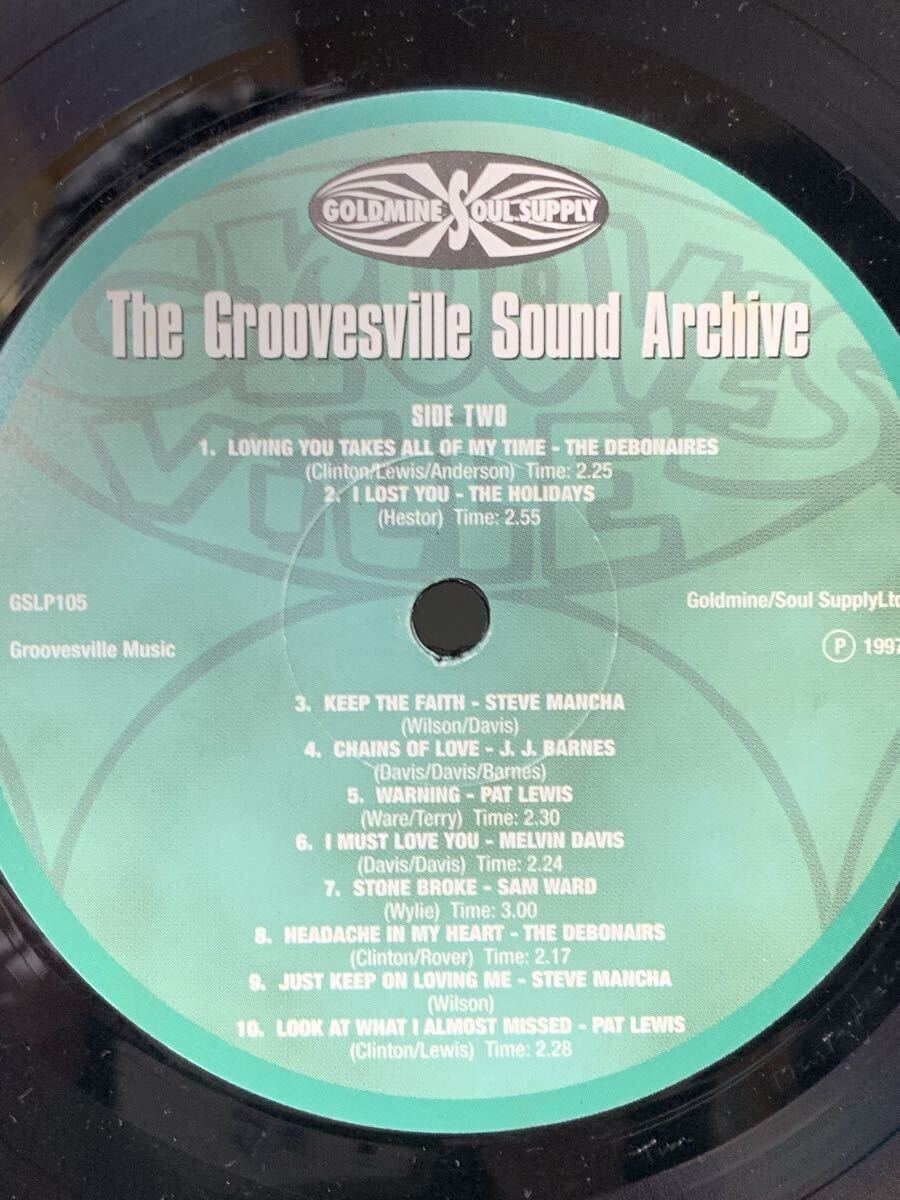 GOLDMINE SOUL SUPPLY
GROOVES
VILLE
The Groovesville Sound Archive
SIDE TWO
1. LOVING YOU TAKES ALL OF MY TIME - THE DEBONAIRES
(Clinton/Lewis/Anderson) Time: 2.25
2. I LOST YOU - THE HOLIDAYS
(Hestor) Time: 2.55
GSLP105
Groovesville Music
Goldmine/Soul SupplyLtd
Ⓟ 1997
3. KEEP THE FAITH - STEVE MANCHA
(Wilson/Davis)
4. CHAINS OF LOVE - J. J. BARNES
(Davis/Davis/Barnes)
5. WARNING - PAT LEWIS
(Ware/Terry) Time: 2.30
6. I MUST LOVE YOU - MELVIN DAVIS
(Davis/Davis) Time: 2.24
7. STONE BROKE - SAM WARD
(Wylie) Time: 3.00
8. HEADACHE IN MY HEART - THE DEBONAIRS
(Clinton/Rover) Time: 2.17
9. JUST KEEP ON LOVING ME - STEVE MANCHA
(Wilson)
10. LOOK AT WHAT I ALMOST MISSED - PAT LEWIS
(Clinton/Lewis) Time: 2.28